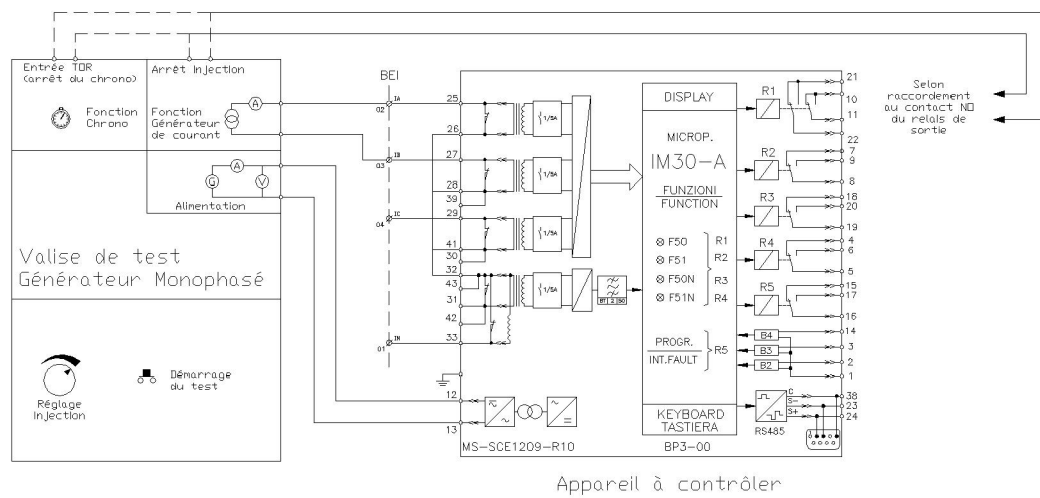 Entrée TOR
(arrêt du chrono)
Arrêt Injection
Fonction
Chrono
Fonction
Générateur
de courant
A
A
G
V
Alimentation
Valise de test
Générateur Monophasé
Réglage
Injection
Démarrage
du test
BEI
02
IA
03
IB
04
IC
01
IN
25
26
27
28
39
29
41
30
32
43
31
42
33
12
13
1/5A
1/5A
1/5A
1/5A
BT 2 5O
DISPLAY
MICROP.
IM30-A
FUNZIONI
FUNCTION
F50
F51
F50N
F51N
R1
R2
R3
R4
PROGR.
INT.FAULT
R5
KEYBOARD
TASTIERA
R1
R2
R3
R4
R5
B4
B3
B2
RS485
C
S-
S+
21
10
11
22
7
9
8
18
20
19
4
6
5
15
17
16
14
3
2
1
38
23
24
MS-SCE1209-R10
BP3-00
Selon
raccordement
au contact NO
du relais de
sortie
Appareil à contrôler